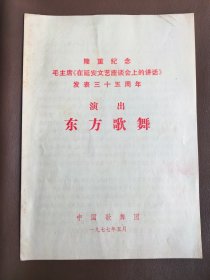 隆重纪念
毛主席《在延安文艺座谈会上的讲话》
发表三十五周年
演出
东方歌舞
中国歌舞团
一九七七年五月